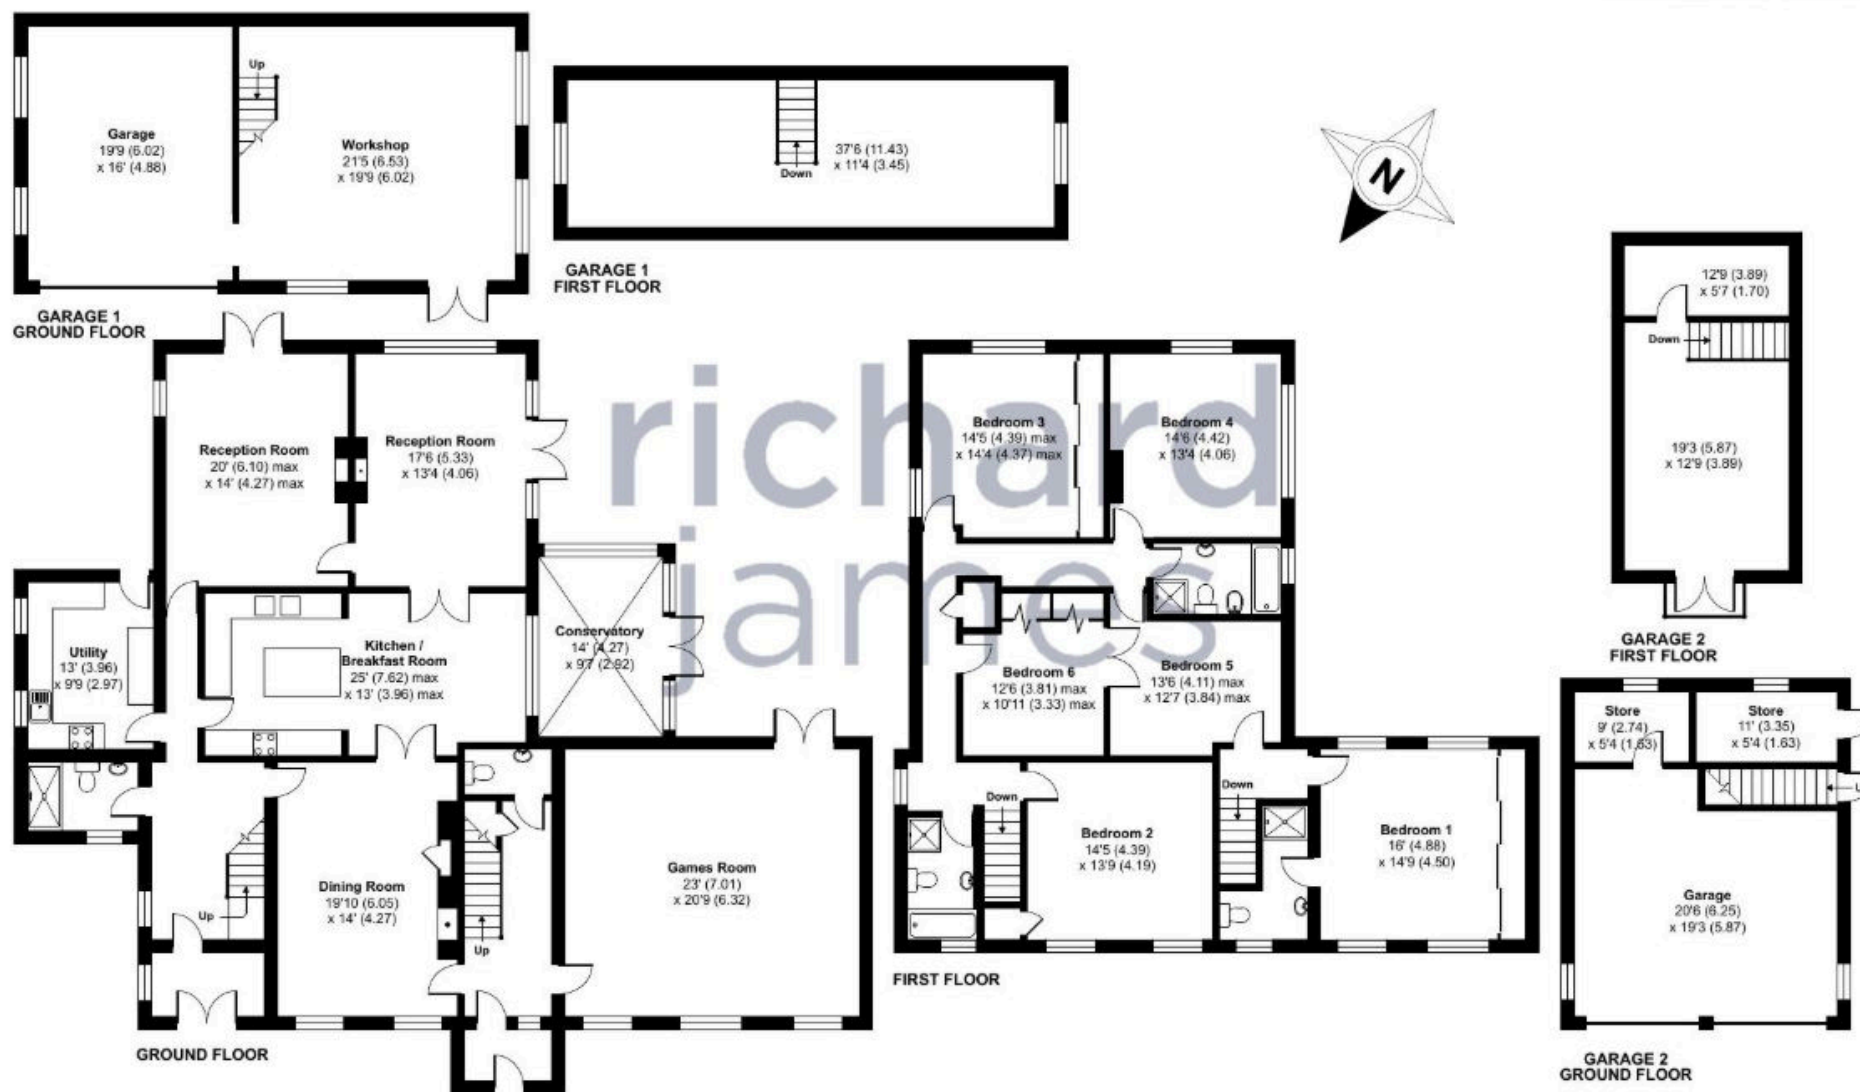 Garage
19'9 (6.02)
x 16' (4.88)
Up
Workshop
21'5 (6.53)
x 19'9 (6.02)
GARAGE 1
GROUND FLOOR
Down
37'6 (11.43)
x 11'4 (3.45)
GARAGE 1
FIRST FLOOR
N
richard
james
Reception Room
20' (6.10) max
x 14' (4.27) max
Reception Room
17'6 (5.33)
x 13'4 (4.06)
Utility
13' (3.96)
x 9'9 (2.97)
Kitchen /
Breakfast Room
25' (7.62) max
x 13' (3.96) max
Conservatory
14' (4.27)
x 9'7 (2.92)
Dining Room
19'10 (6.05)
x 14' (4.27)
Up
Up
Games Room
23' (7.01)
x 20'9 (6.32)
GROUND FLOOR
Bedroom 3
14'5 (4.39) max
x 14'4 (4.37) max
Bedroom 4
14'6 (4.42)
x 13'4 (4.06)
Bedroom 6
12'6 (3.81) max
x 10'11 (3.33) max
Bedroom 5
13'6 (4.11) max
x 12'7 (3.84) max
Down
Bedroom 2
14'5 (4.39)
x 13'9 (4.19)
Down
Bedroom 1
16' (4.88)
x 14'9 (4.50)
FIRST FLOOR
12'9 (3.89)
x 5'7 (1.70)
Down
19'3 (5.87)
x 12'9 (3.89)
GARAGE 2
FIRST FLOOR
Store
9' (2.74)
x 5'4 (1.63)
Store
11' (3.35)
x 5'4 (1.63)
Garage
20'6 (6.25)
x 19'3 (5.87)
GARAGE 2
GROUND FLOOR